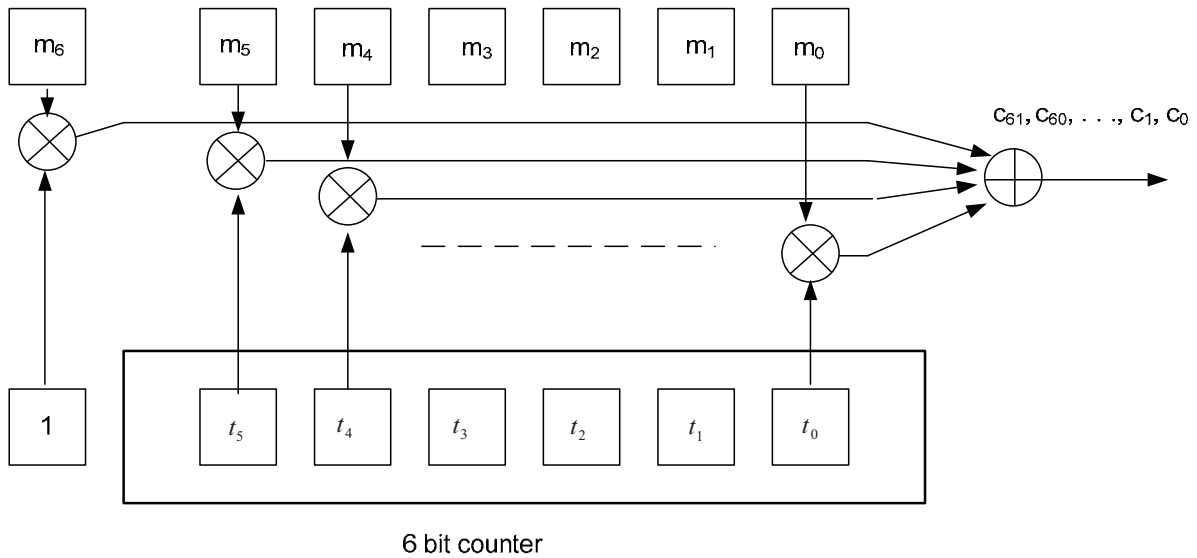 m₆ m₅ m₄ m₃ m₂ m₁ m₀
c₆₁, c₆₀, . . ., c₁, c₀
1 t₅ t₄ t₃ t₂ t₁ t₀
6 bit counter